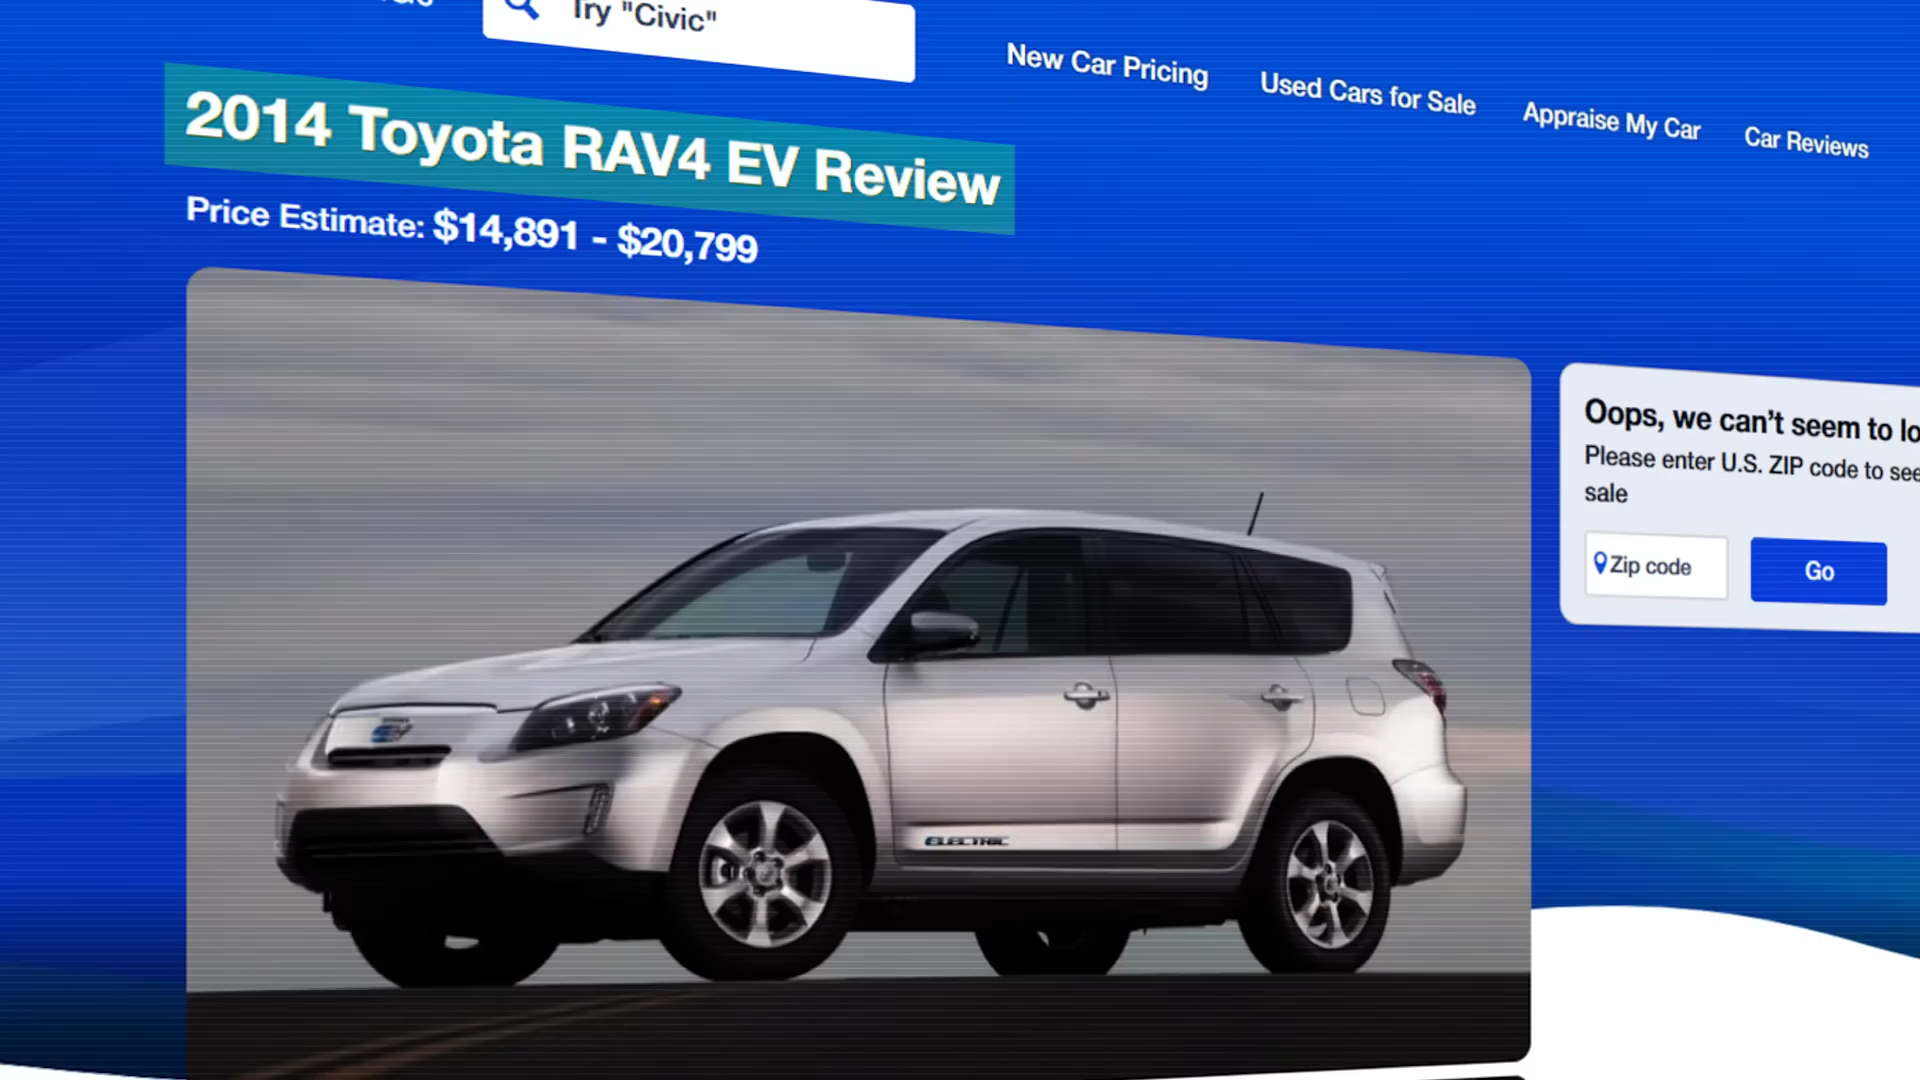 Try "Civic"
New Car Pricing
Used Cars for Sale
Appraise My Car
Car Reviews
2014 Toyota RAV4 EV Review
Price Estimate: $14,891 - $20,799
Oops, we can't seem to
Please enter U.S. ZIP code to see
sale
Zip code
Go
EV
ELECTRIC